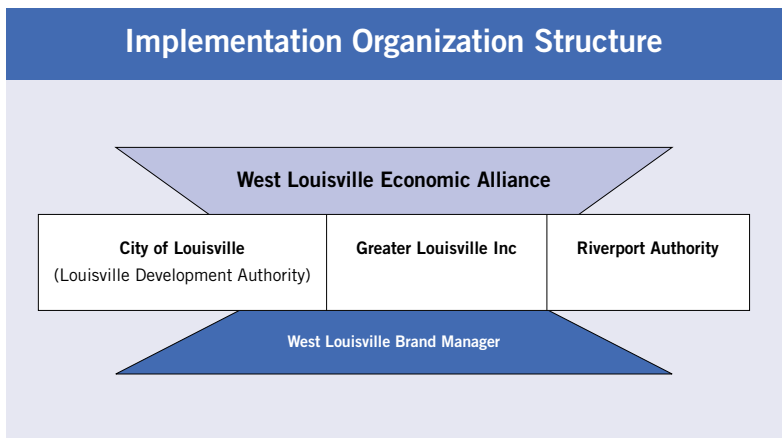 Implementation Organization Structure
West Louisville Economic Alliance
City of Louisville
(Louisville Development Authority)
Greater Louisville Inc
Riverport Authority
West Louisville Brand Manager